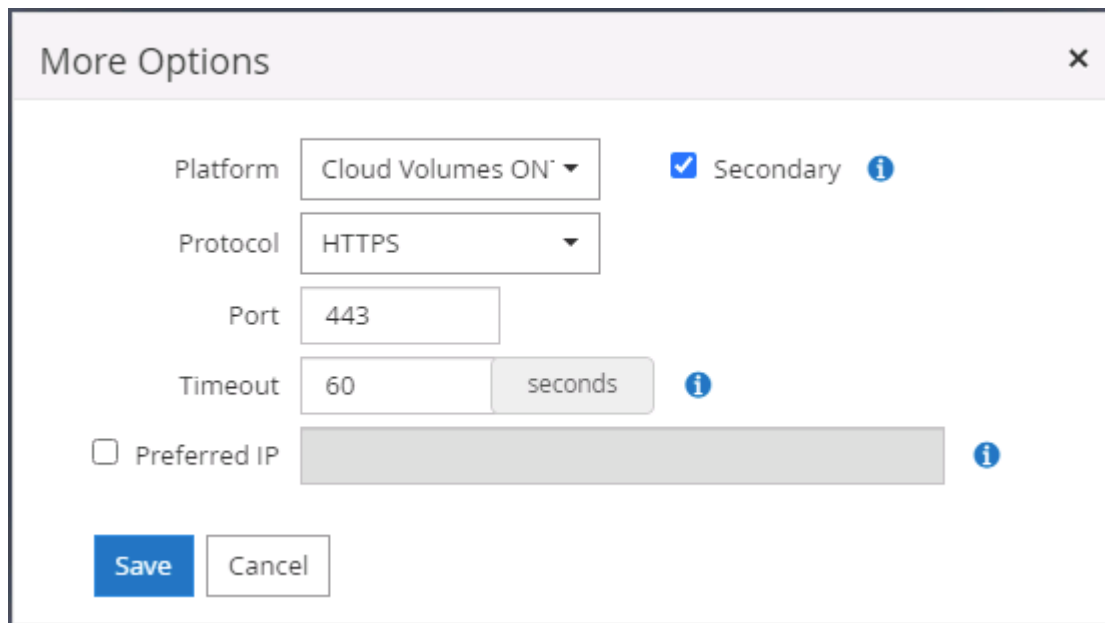 More Options
Platform Cloud Volumes ON Secondary
Protocol HTTPS
Port 443
Timeout 60 seconds
Preferred IP
Save Cancel